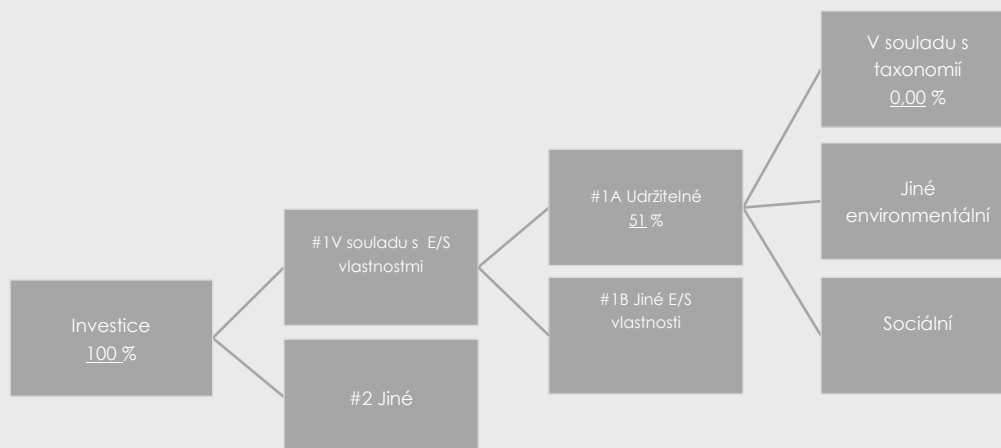 Investice
100 %
#1V souladu s  E/S
vlastnostmi
#2 Jiné
#1A Udržitelné
51 %
#1B Jiné E/S
vlastnosti
V souladu s
taxonomií
0,00 %
Jiné
environmentální
Sociální